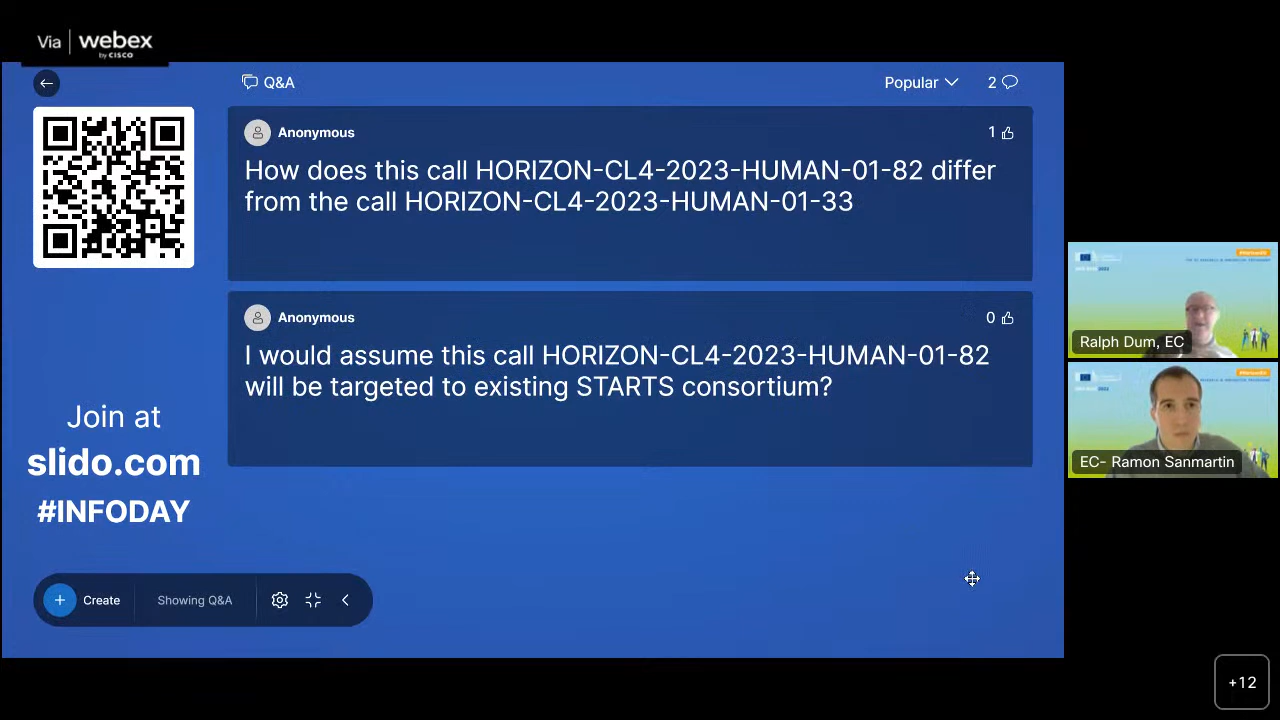 Via webex
by CISCO
Q&A
Popular
2
Anonymous
1
How does this call HORIZON-CL4-2023-HUMAN-01-82 differ
from the call HORIZON-CL4-2023-HUMAN-01-33
Anonymous
0
I would assume this call HORIZON-CL4-2023-HUMAN-01-82
will be targeted to existing STARTS consortium?
Join at
slido.com
#INFODAY
Create
Showing Q&A
Ralph Dum, EC
EC- Ramon Sanmartin
+12